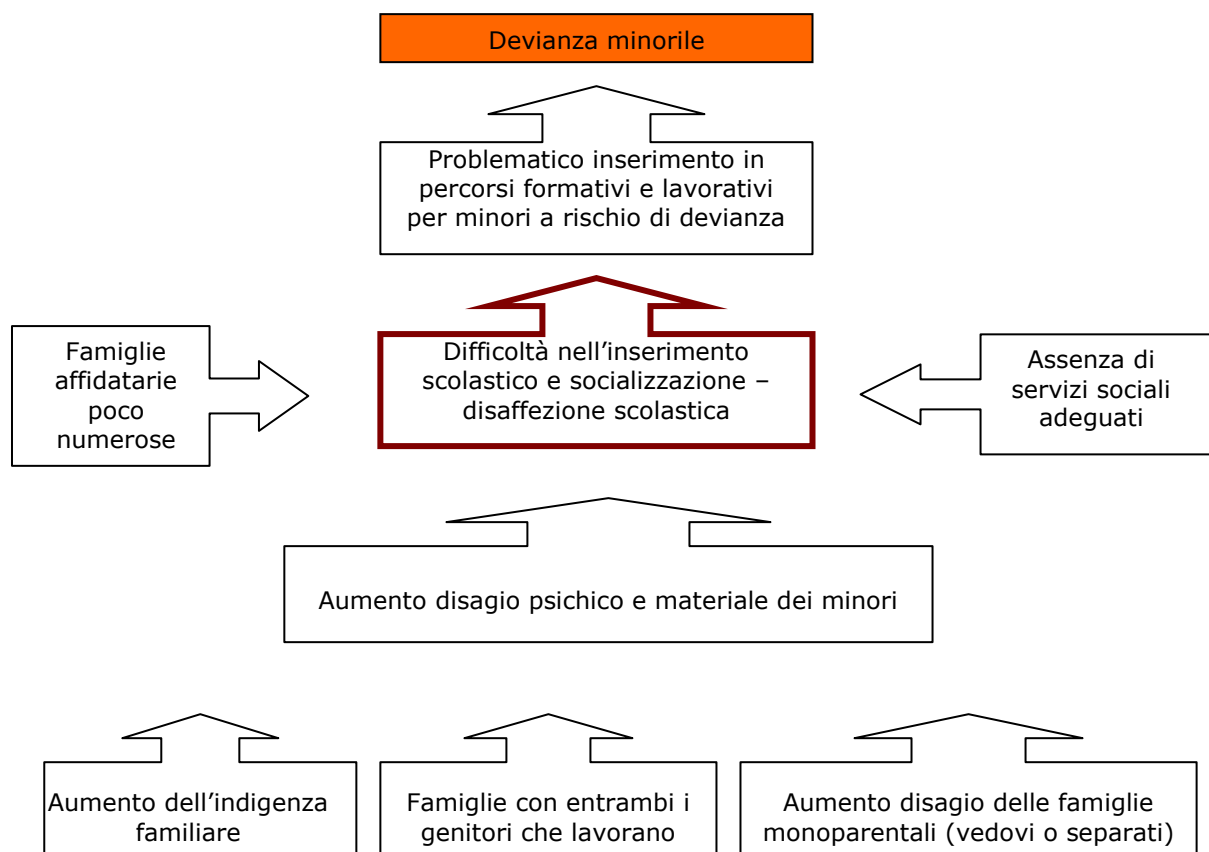 Devianza minorile
Problematico inserimento in
percorsi formativi e lavorativi
per minori a rischio di devianza
Famiglie
affidatarie
poco
numerose
Difficoltà nell’inserimento
scolastico e socializzazione –
disaffezione scolastica
Assenza di
servizi sociali
adeguati
Aumento disagio psichico e materiale dei minori
Aumento dell’indigenza
familiare
Famiglie con entrambi i
genitori che lavorano
Aumento disagio delle famiglie
monoparentali (vedovi o separati)